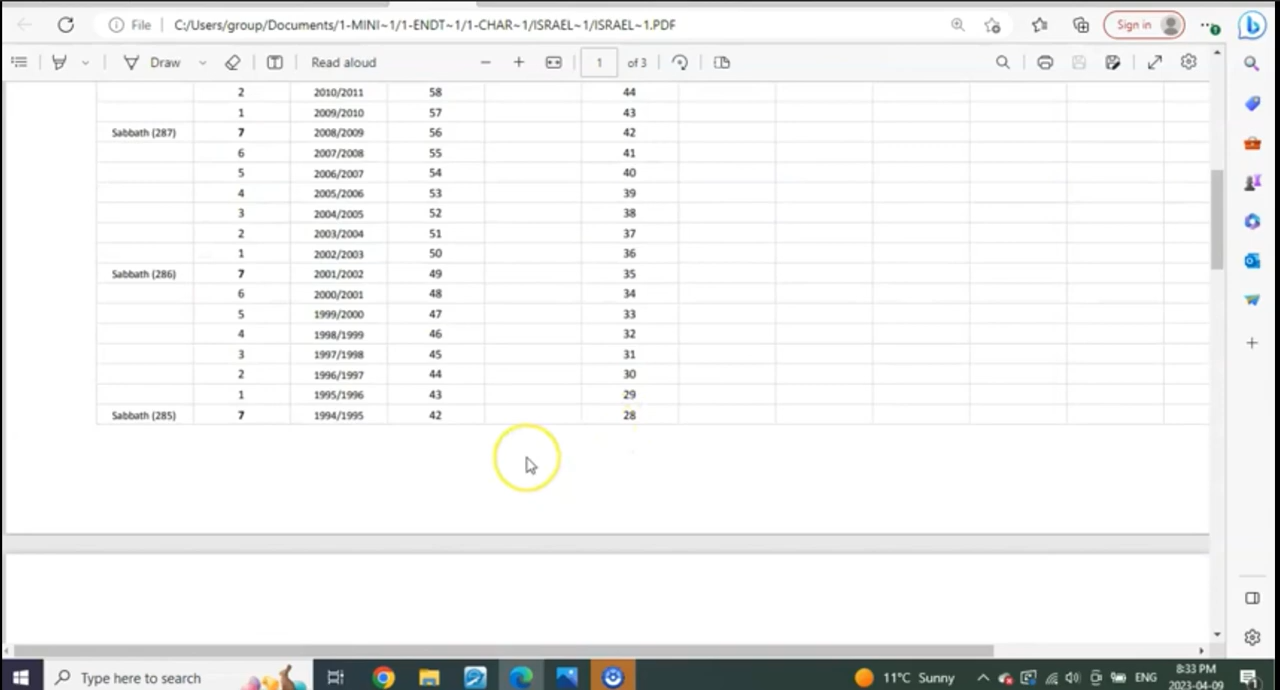 File C:/Users/group/Documents/1-MINI~1/1-ENDT~1/1-CHAR~1/ISRAEL~1/ISRAEL~1.PDF Sign in
Draw Read aloud 1 of 3
2 2010/2011 58 44
1 2009/2010 57 43
Sabbath (287) 7 2008/2009 56 42
6 2007/2008 55 41
5 2006/2007 54 40
4 2005/2006 53 39
3 2004/2005 52 38
2 2003/2004 51 37
1 2002/2003 50 36
Sabbath (286) 7 2001/2002 49 35
6 2000/2001 48 34
5 1999/2000 47 33
4 1998/1999 46 32
3 1997/1998 45 31
2 1996/1997 44 30
1 1995/1996 43 29
Sabbath (285) 7 1994/1995 42 28
Type here to search 11°C Sunny ENG 8:33 PM
2023-04-09